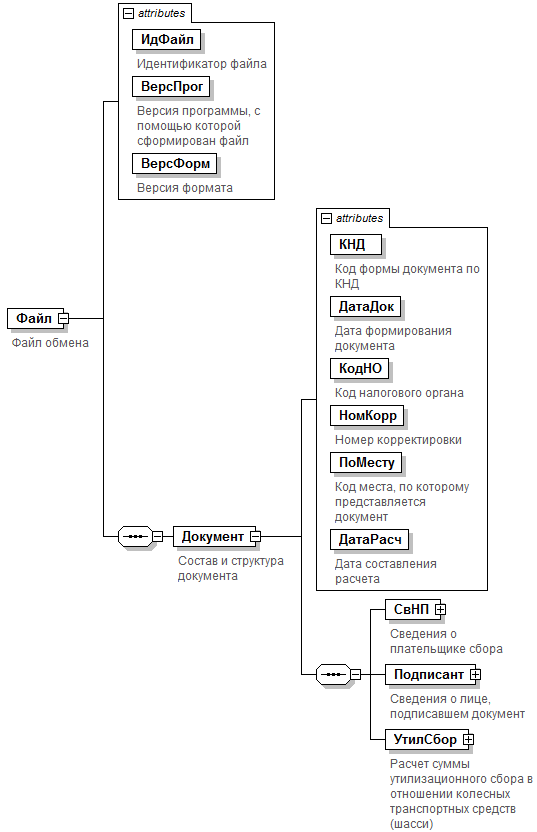 attributes
ИдФайл
Идентификатор файла
ВерсПрог
Версия программы, с
помощью которой
сформирован файл
ВерсФорм
Версия формата
attributes
КНД
Код формы документа по
КНД
ДатаДок
Дата формирования
документа
КодНО
Код налогового органа
НомКорр
Номер корректировки
ПоМесту
Код места, по которому
представляется
документ
ДатаРасч
Дата составления
расчета
Файл
Файл обмена
Документ
Состав и структура
документа
СвНП
Сведения о
плательщике сбора
Подписант
Сведения о лице,
подписавшем документ
УтилСбор
Расчет суммы
утилизационного сбора в
отношении колесных
транспортных средств
(шасси)